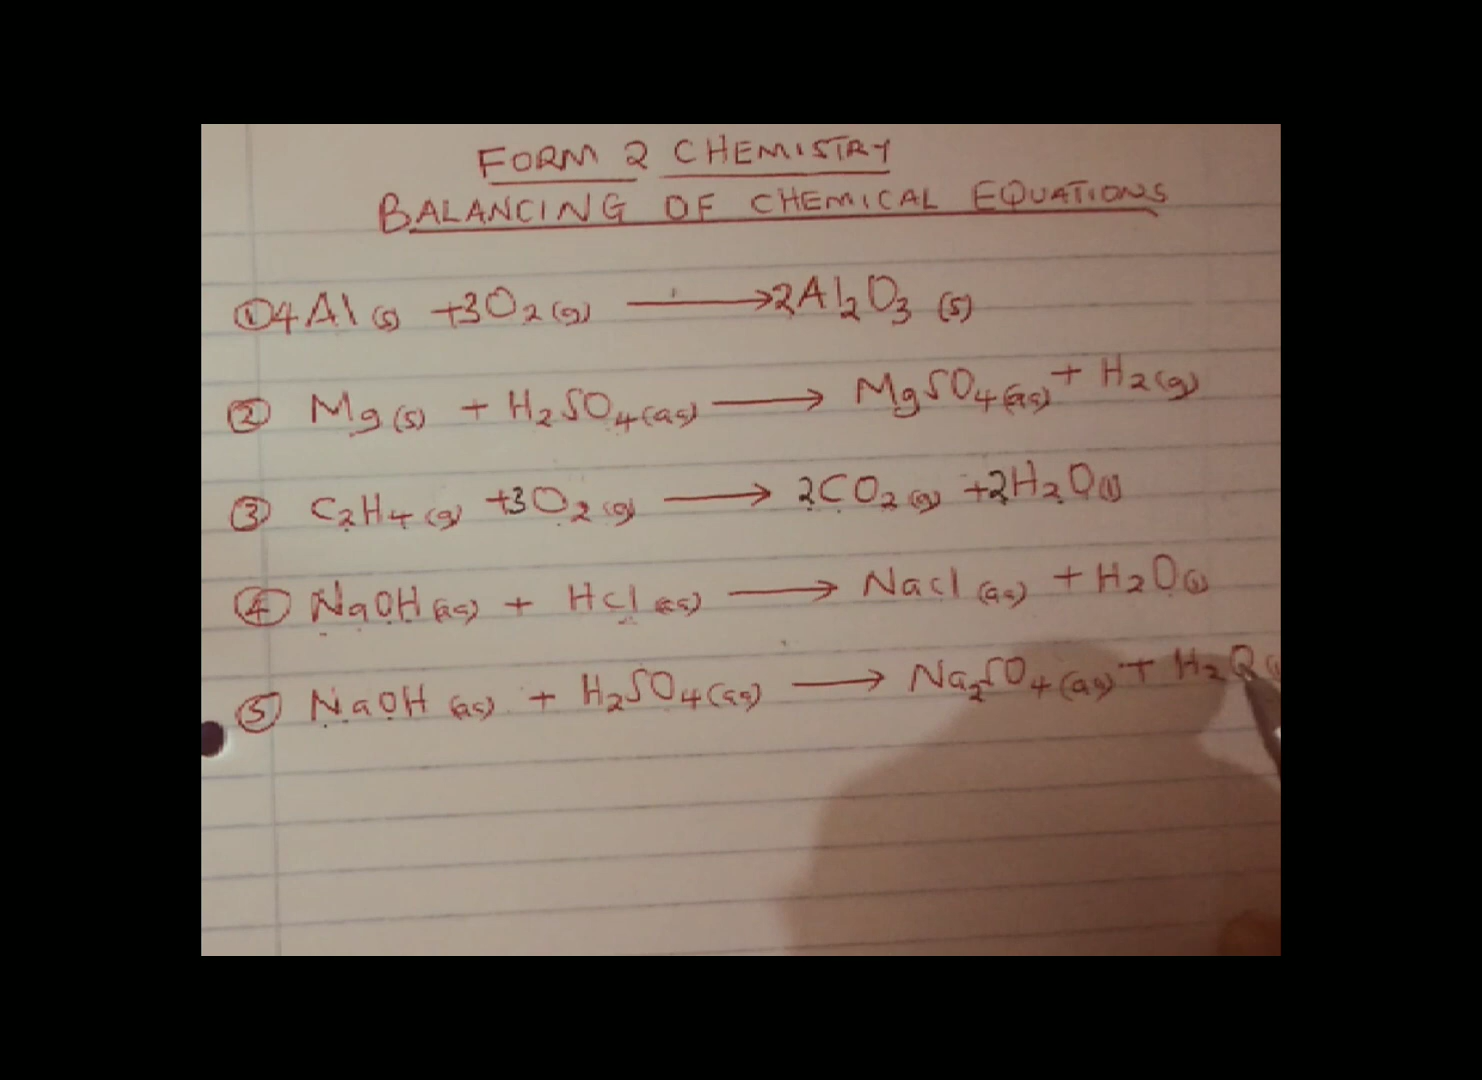 FORM 2 CHEMISTRY
BALANCING OF CHEMICAL EQUATIONS
① 4Al(s) +3O2(g) ⟶ 2Al2O3 (s)
② Mg(s) + H2SO4(aq) ⟶ MgSO4(aq) + H2(g)
③ C2H4(g) +3O2(g) ⟶ 2CO2(g) +2H2O(l)
④ NaOH(aq) + HCl(aq) ⟶ Nacl(aq) + H2O(l)
⑤ NaOH(aq) + H2SO4(aq) ⟶ Na2SO4(aq) + H2O